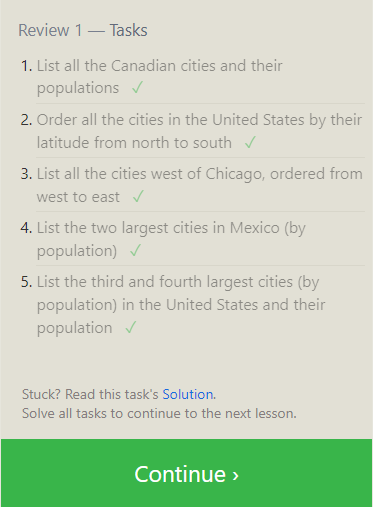 Review 1 — Tasks
1. List all the Canadian cities and their
populations ✓
2. Order all the cities in the United States by their
latitude from north to south ✓
3. List all the cities west of Chicago, ordered from
west to east ✓
4. List the two largest cities in Mexico (by
population) ✓
5. List the third and fourth largest cities (by
population) in the United States and their
population ✓
Stuck? Read this task's Solution.
Solve all tasks to continue to the next lesson.
Continue ›